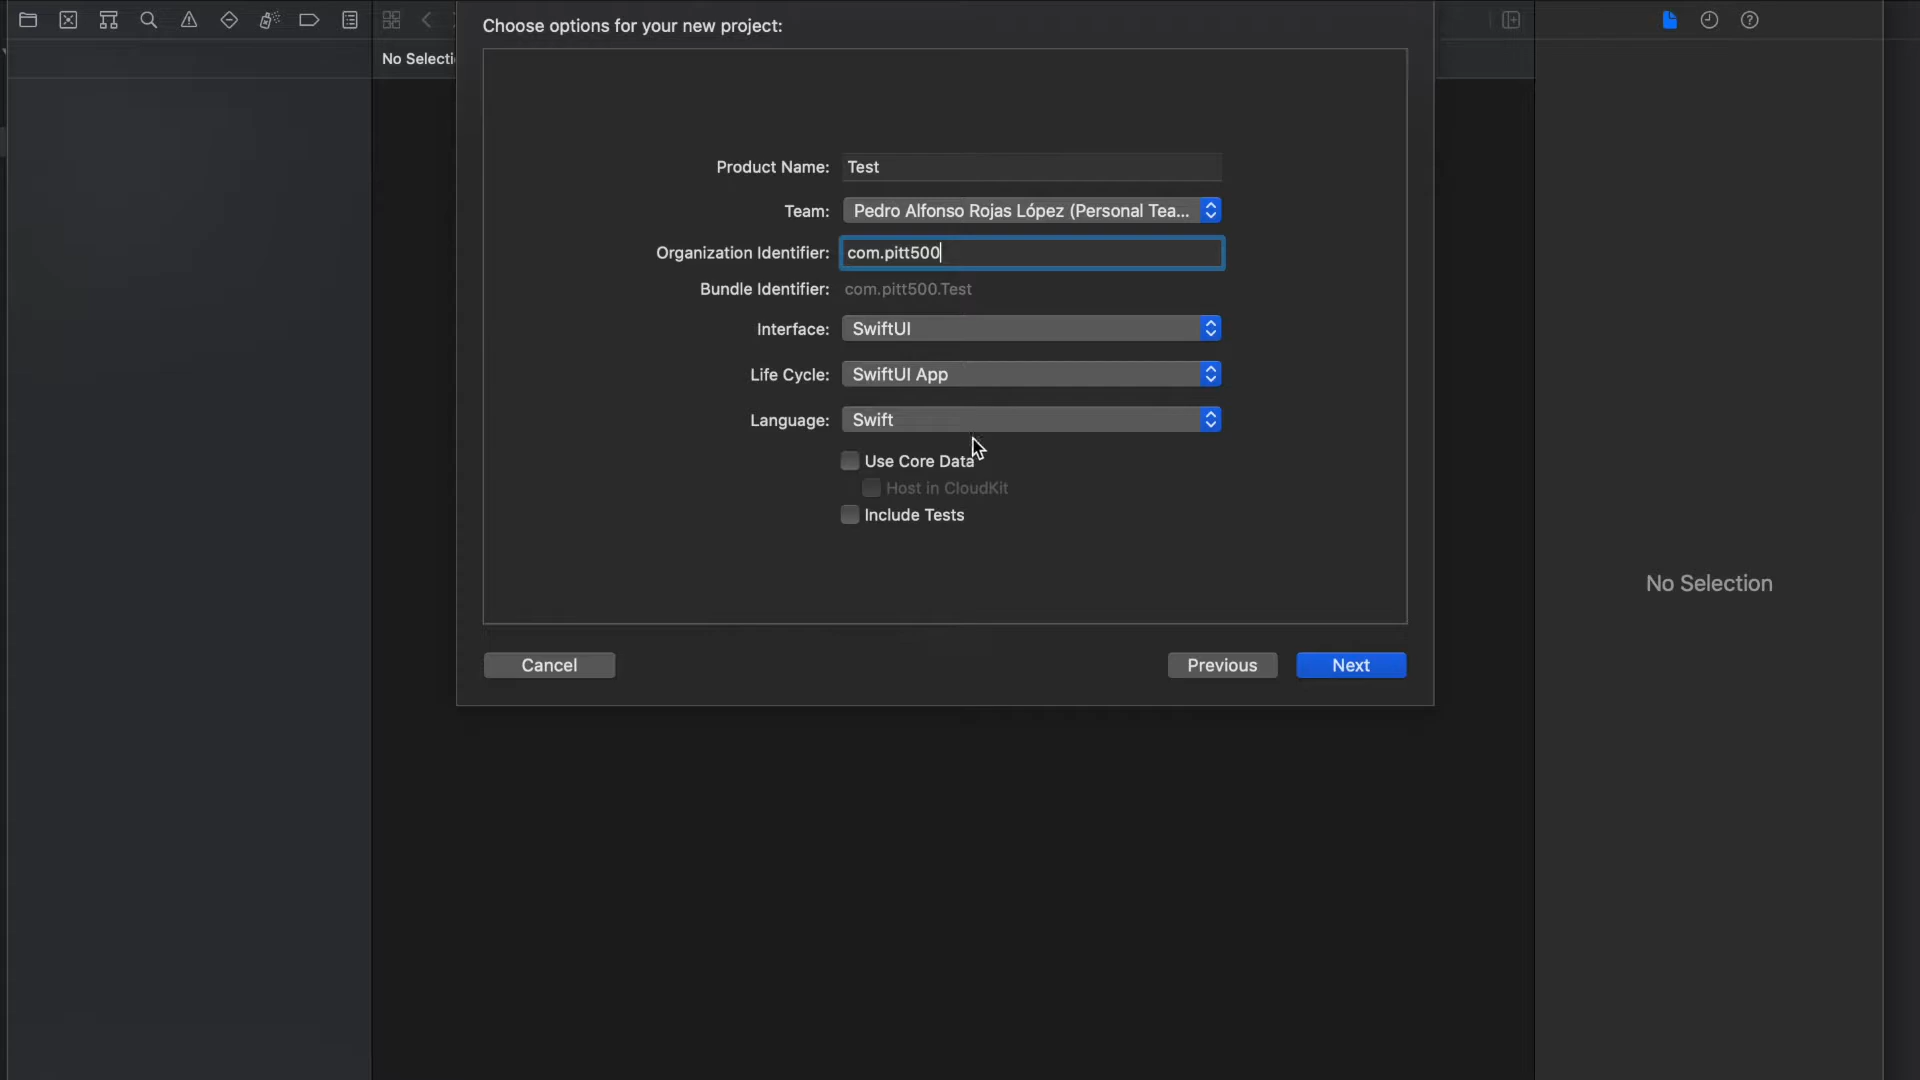 Choose options for your new project:
No Selecti
Product Name: Test
Team: Pedro Alfonso Rojas López (Personal Tea...
Organization Identifier: com.pitt500
Bundle Identifier: com.pitt500.Test
Interface: SwiftUI
Life Cycle: SwiftUI App
Language: Swift
Use Core Data
Host in CloudKit
Include Tests
No Selection
Cancel
Previous
Next